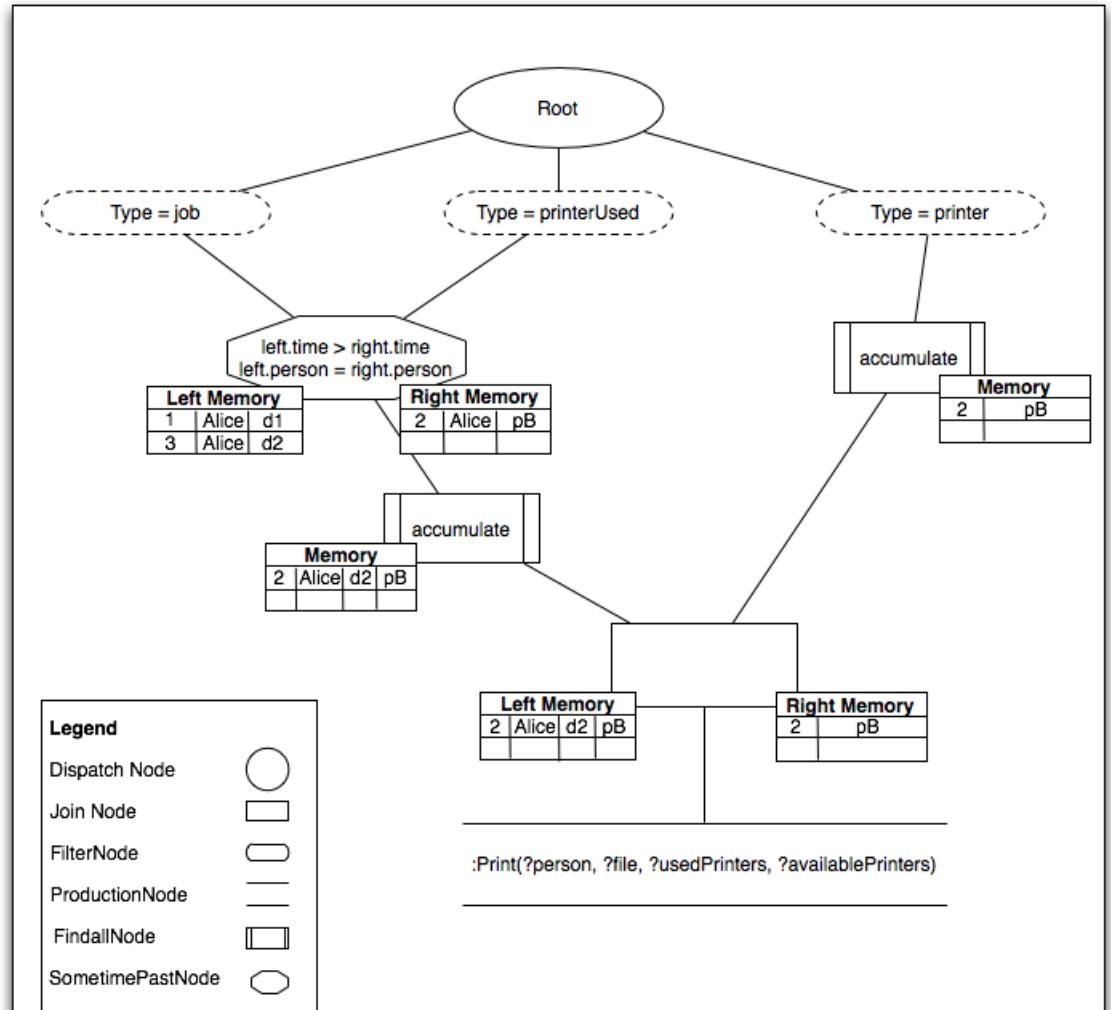 Root
Type = job
Type = printerUsed
Type = printer
left.time > right.time
left.person = right.person
accumulate
Left Memory
1 Alice d1
3 Alice d2
Right Memory
2 Alice pB
Memory
2 pB
accumulate
Memory
2 Alice d2 pB
Left Memory
2 Alice d2 pB
Right Memory
2 pB
:Print(?person, ?file, ?usedPrinters, ?availablePrinters)
Legend
Dispatch Node
Join Node
FilterNode
ProductionNode
FindallNode
SometimePastNode